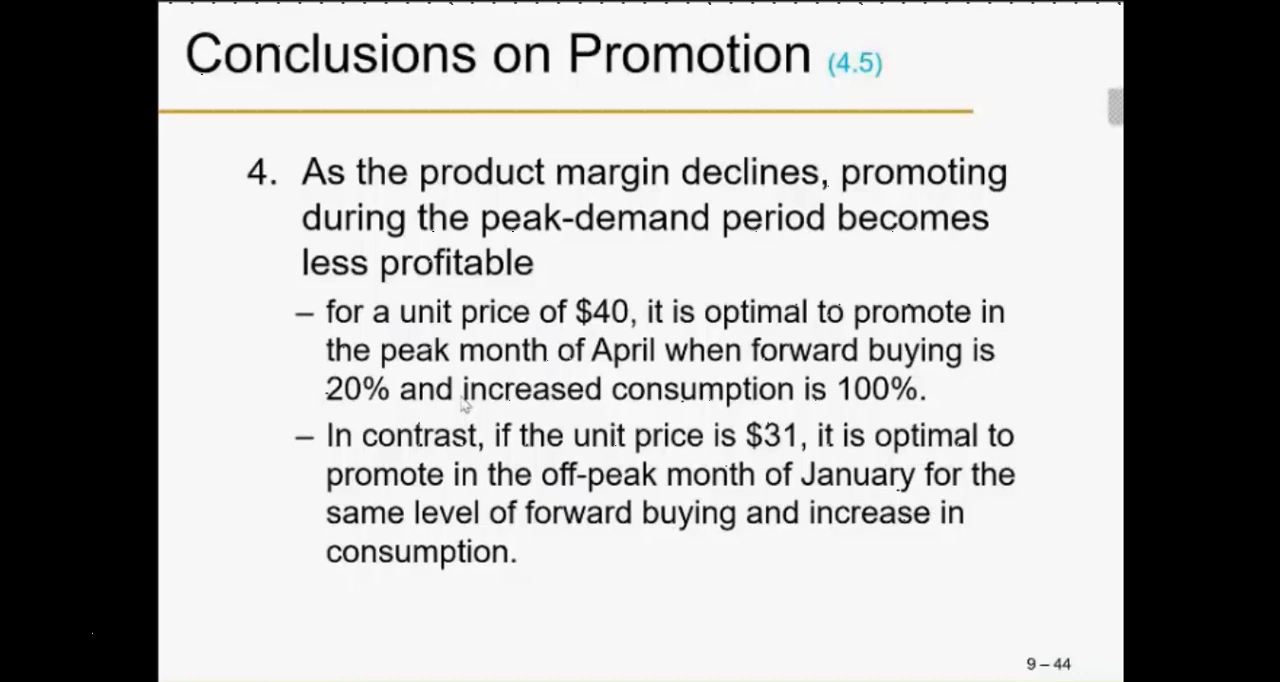 Conclusions on Promotion (4.5)
4. As the product margin declines, promoting
during the peak-demand period becomes
less profitable
– for a unit price of $40, it is optimal to promote in
the peak month of April when forward buying is
20% and increased consumption is 100%.
– In contrast, if the unit price is $31, it is optimal to
promote in the off-peak month of January for the
same level of forward buying and increase in
consumption.
9 – 44